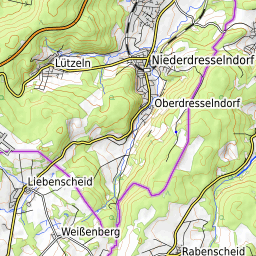 Lützeln
Niederdresselndorf
Oberdresselndorf
Liebenscheid
Weißenberg
Rabenscheid